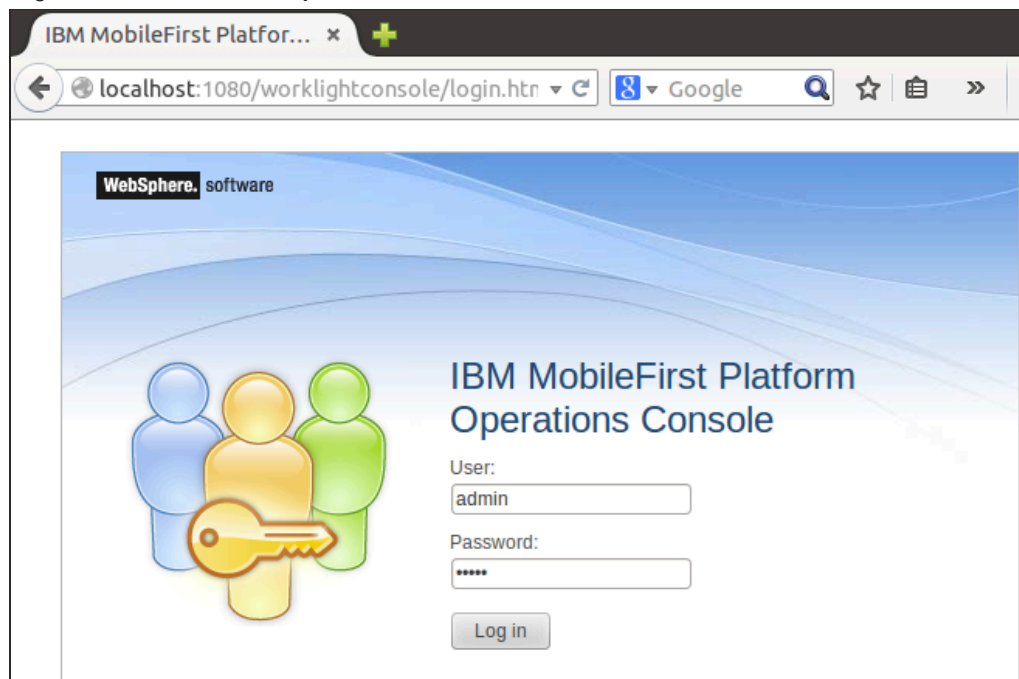 IBM MobileFirst Platfor...
localhost:1080/worklightconsole/login.htr
Google
WebSphere. software
IBM MobileFirst Platform
Operations Console
User:
admin
Password:
•••••
Log in